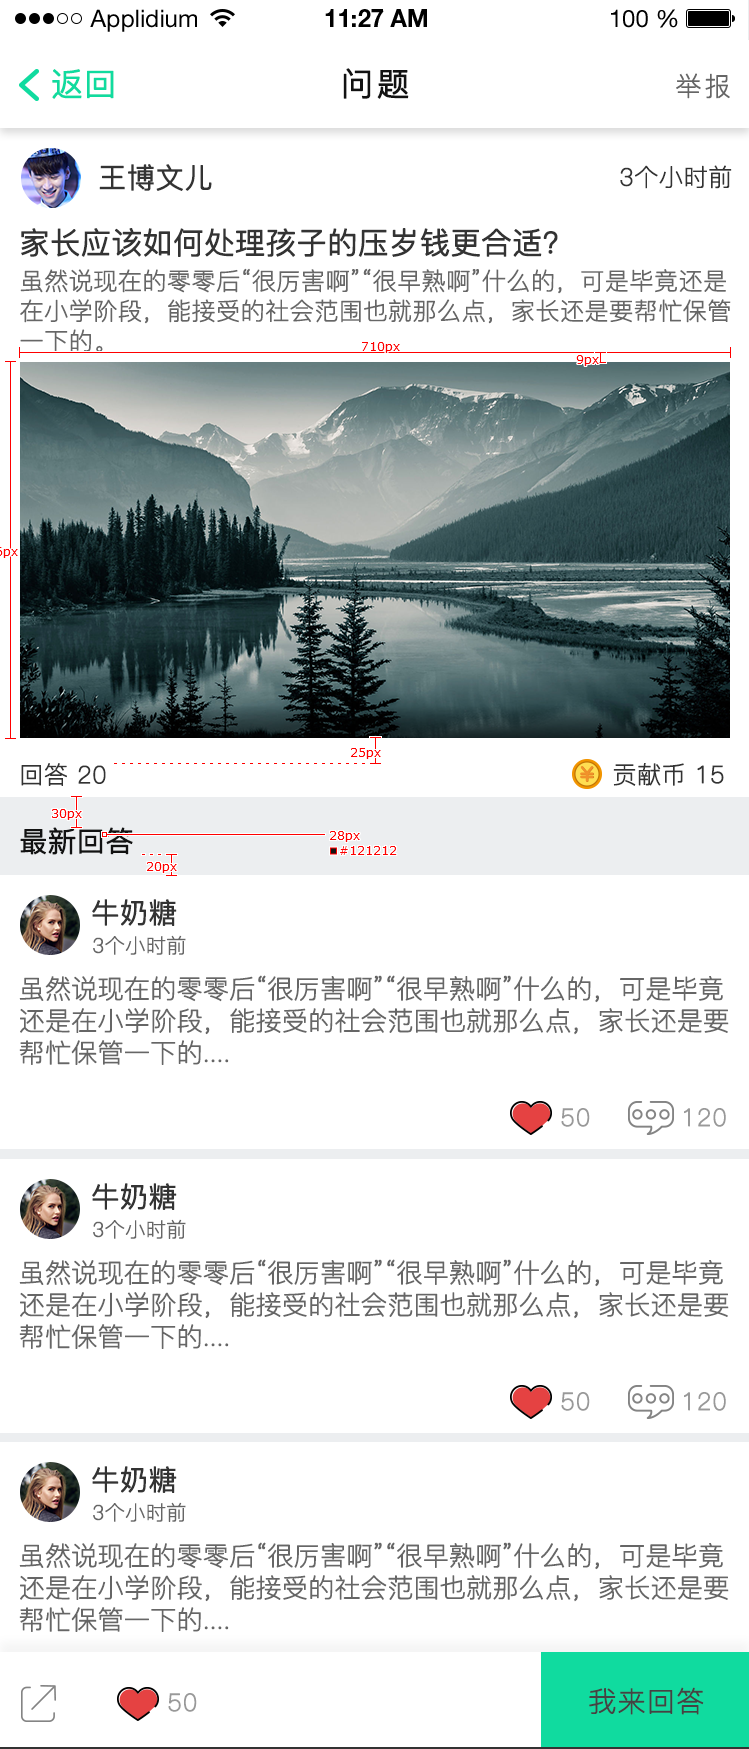 Applidium 11:27 AM 100 %
返回 问题 举报
王博文儿 3个小时前
家长应该如何处理孩子的压岁钱更合适？
虽然说现在的零零后“很厉害啊”“很早熟啊”什么的，可是毕竟还是
在小学阶段，能接受的社会范围也就那么点，家长还是要帮忙保管
一下的。
710px
9px
25px
回答 20 贡献币 15
30px
最新回答
28px
#121212
20px
牛奶糖
3个小时前
虽然说现在的零零后“很厉害啊”“很早熟啊”什么的，可是毕竟
还是在小学阶段，能接受的社会范围也就那么点，家长还是要
帮忙保管一下的....
50 120
牛奶糖
3个小时前
虽然说现在的零零后“很厉害啊”“很早熟啊”什么的，可是毕竟
还是在小学阶段，能接受的社会范围也就那么点，家长还是要
帮忙保管一下的....
50 120
牛奶糖
3个小时前
虽然说现在的零零后“很厉害啊”“很早熟啊”什么的，可是毕竟
还是在小学阶段，能接受的社会范围也就那么点，家长还是要
帮忙保管一下的....
50 我来回答